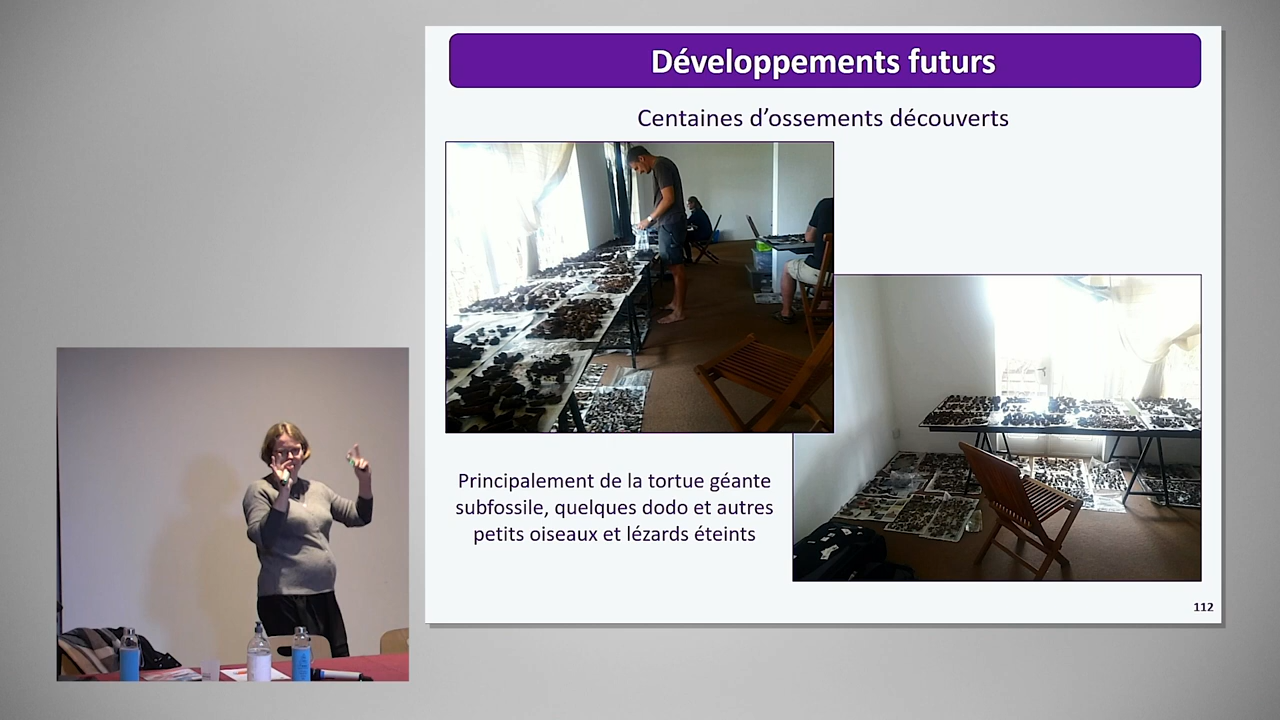 Développements futurs
Centaines d'ossements découverts
Principalement de la tortue géante
subfossile, quelques dodo et autres
petits oiseaux et lézards éteints
112